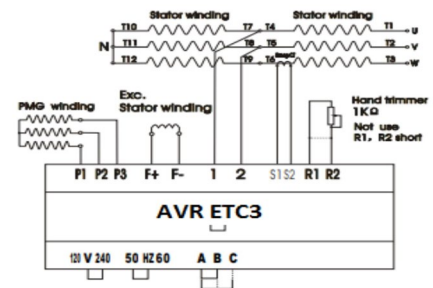 Stator winding Stator winding
T10 T7 T4 T1 U
N T11 T8 T5 T2 V
T12 T9 T6 T3 W
PMG winding
Exc.
Stator winding
Hand trimmer
1KΩ
Not use
R1, R2 short
P1 P2 P3 F+ F- 1 2 S1 S2 R1 R2
AVR ETC3
120 V 240 50 HZ 60 A B C